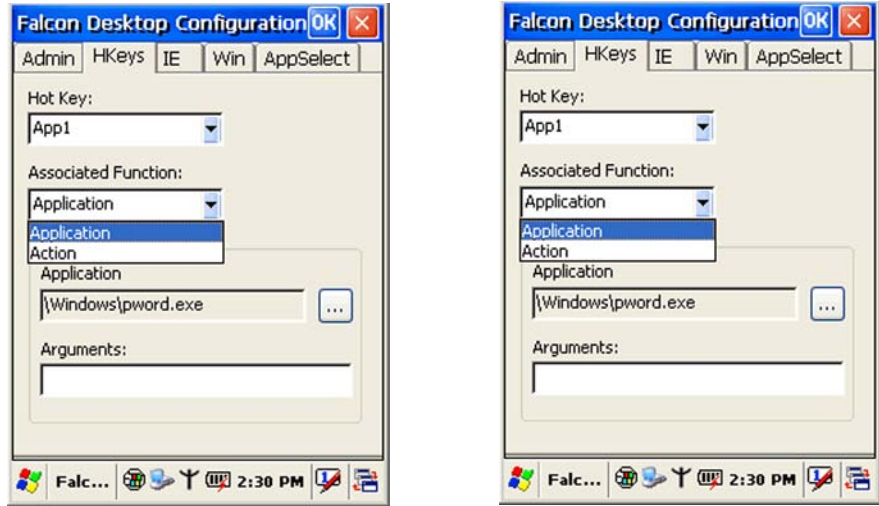 Falcon Desktop Configuration OK
Admin HKeys IE Win AppSelect
Hot Key:
App1
Associated Function:
Application
Application
Action
Application
\Windows\pword.exe ...
Arguments:
Falc... 2:30 PM
Falcon Desktop Configuration OK
Admin HKeys IE Win AppSelect
Hot Key:
App1
Associated Function:
Application
Application
Action
Application
\Windows\pword.exe ...
Arguments:
Falc... 2:30 PM